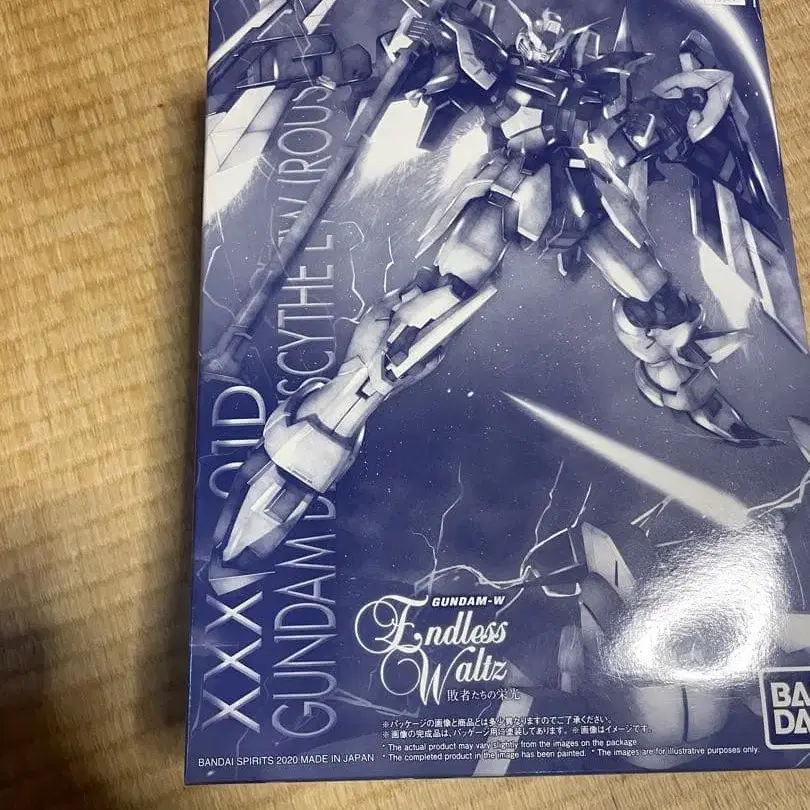 XXX
01D
GUNDAM D
SCYTHE
IROUS
GUNDAM-W
Endless
Waltz
敗者たちの栄光
※パッケージの画像と商品とは多少異なりますのでご了承ください。
※画像の完成品は、パッケージ用に塗装してあります。 ※画像はイメージです。
* The actual product may vary slightly from the images on the package
* The completed product in the image has been painted. * The images are for illustrative purposes only.
BANDAI SPIRITS 2020 MADE IN JAPAN
BA
DA